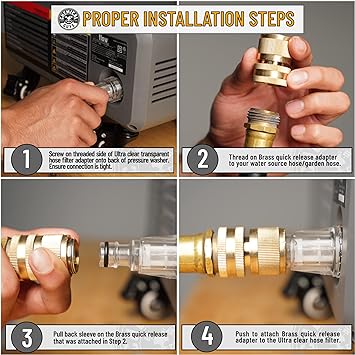 PROPER INSTALLATION STEPS
1
Screw on threaded side of Ultra clear transparent
hose filter adapter onto back of pressure washer.
Ensure connection is tight.
2
Thread on Brass quick release adapter
to your water source hose/garden hose.
3
Pull back sleeve on the Brass quick release
that was attached in Step 2.
4
Push to attach Brass quick release
adapter to the Ultra clear hose filter.